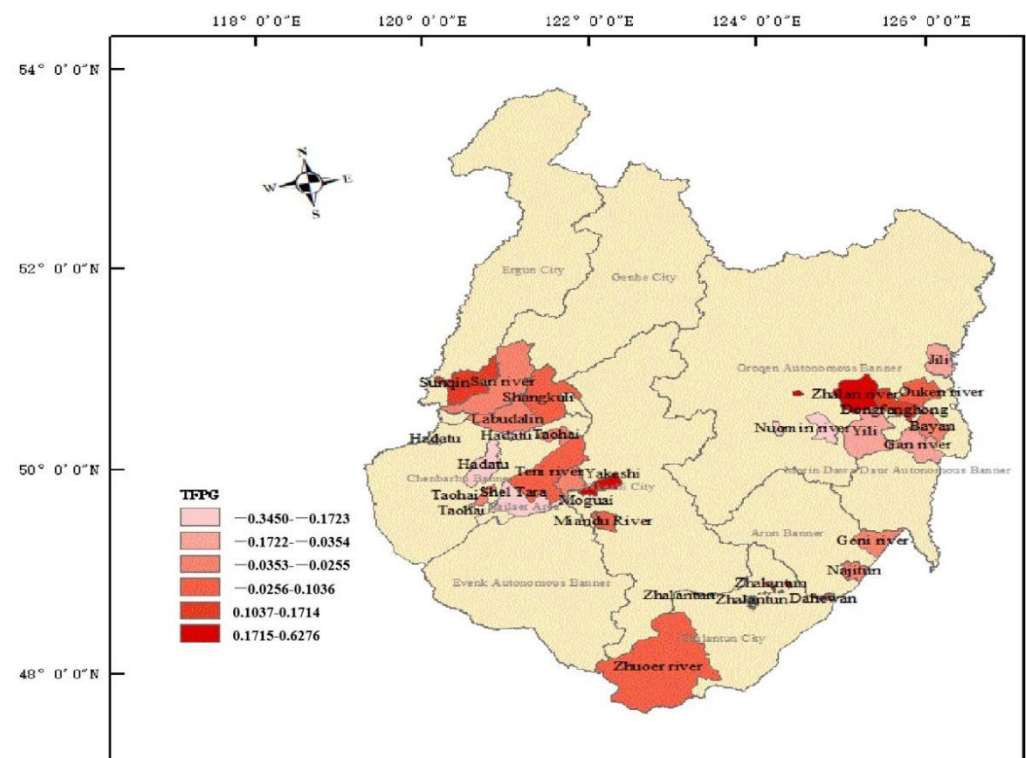 118° 0′0″E 120° 0′0″E 122° 0′0″E 124° 0′0″E 126° 0′0″E
54° 0′0″N
52° 0′0″N
50° 0′0″N
48° 0′0″N
N
W E
S
Ergun City
Genhe City
Oroqen Autonomous Banner
Jili
Sunqin San river
Shangkuli
Labudalin
Zhalan river Ouken river
Dongfanghong
Nuomin river Yili
Bayan
Gan river
Hadatu Hadatu Taohai
Hadatu
Teni river Yakeshi
Morin Dawa Daur Autonomous Banner
Taohai Shel Tara
Moguai
Taohai
Miandu River
Arun Banner
Geni river
Najitun
Evenk Autonomous Banner
Zhalantun
Zhalantun Zhalantun Dahewan
Zhalantun City
Zhuoer river
TFPG
−0.3450-−0.1723
−0.1722-−0.0354
−0.0353-−0.0255
−0.0256-0.1036
0.1037-0.1714
0.1715-0.6276